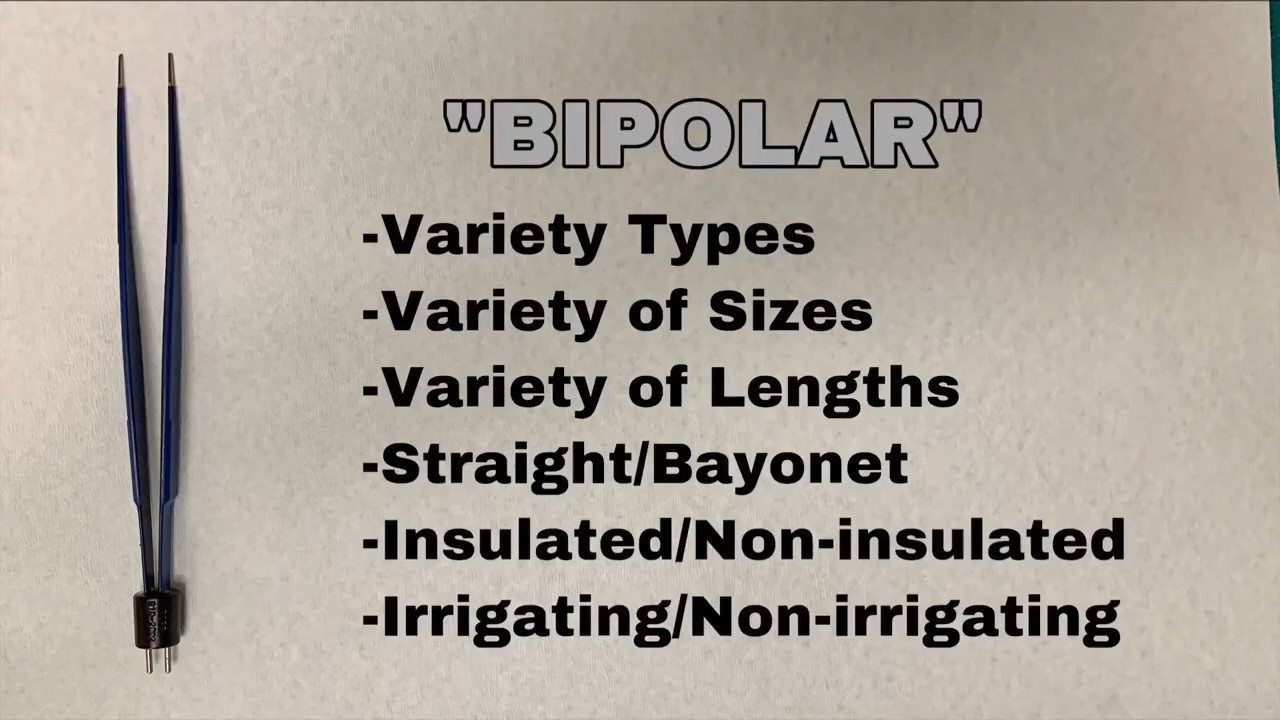 "BIPOLAR"
-Variety Types
-Variety of Sizes
-Variety of Lengths
-Straight/Bayonet
-Insulated/Non-insulated
-Irrigating/Non-irrigating